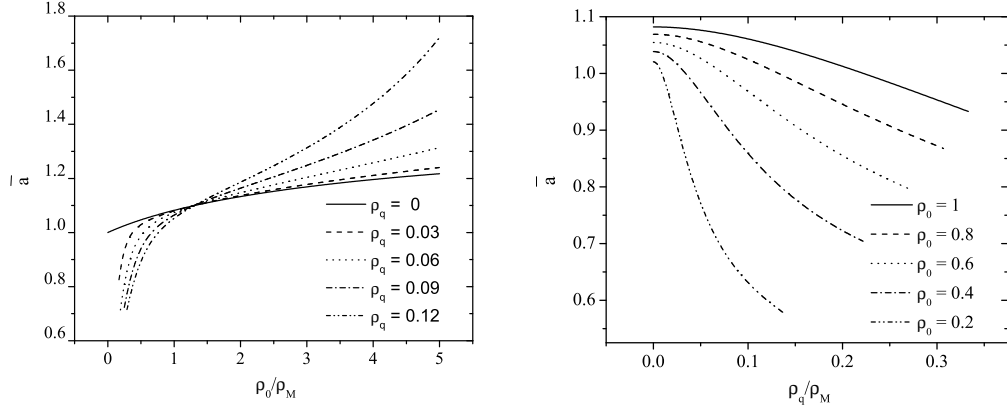 1.8
1.6
1.4
1.2
1.0
0.8
0.6
a̅
ρq = 0
ρq = 0.03
ρq = 0.06
ρq = 0.09
ρq = 0.12
0 1 2 3 4 5
ρ0/ρM
1.1
1.0
0.9
0.8
0.7
0.6
a̅
ρ0 = 1
ρ0 = 0.8
ρ0 = 0.6
ρ0 = 0.4
ρ0 = 0.2
0.0 0.1 0.2 0.3
ρq/ρM